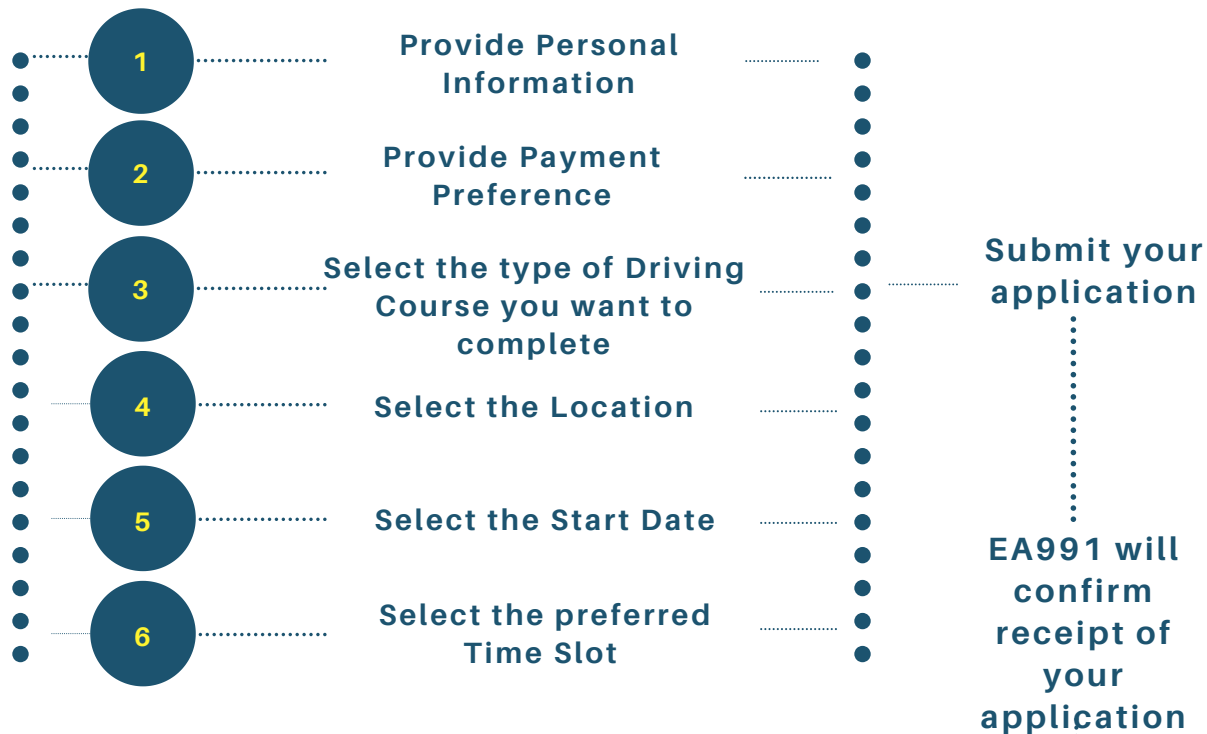 1
Provide Personal
Information
2
Provide Payment
Preference
3
Select the type of Driving
Course you want to
complete
4
Select the Location
5
Select the Start Date
6
Select the preferred
Time Slot
Submit your
application
EA991 will
confirm
receipt of
your
application